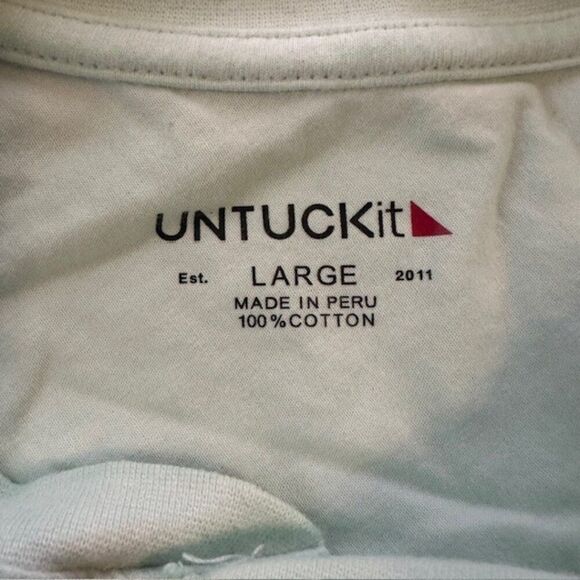 UNTUCKit
Est. LARGE 2011
MADE IN PERU
100% COTTON